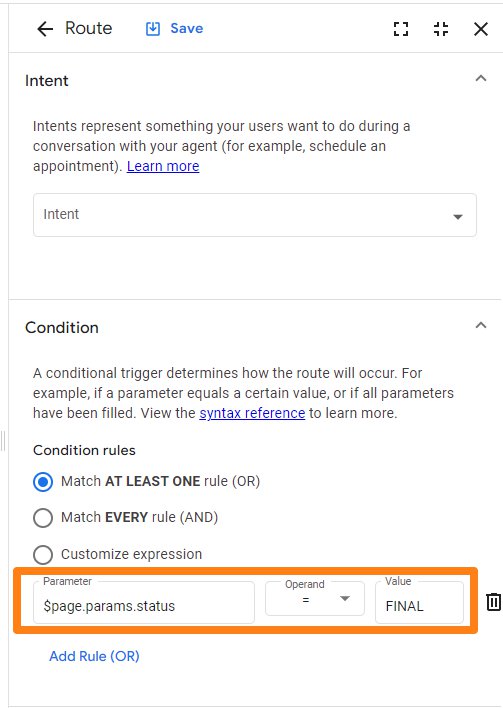 Route Save
Intent
Intents represent something your users want to do during a
conversation with your agent (for example, schedule an
appointment). Learn more
Intent
Condition
A conditional trigger determines how the route will occur. For
example, if a parameter equals a certain value, or if all parameters
have been filled. View the syntax reference to learn more.
Condition rules
Match AT LEAST ONE rule (OR)
Match EVERY rule (AND)
Customize expression
Parameter Operand Value
$page.params.status = FINAL
Add Rule (OR)